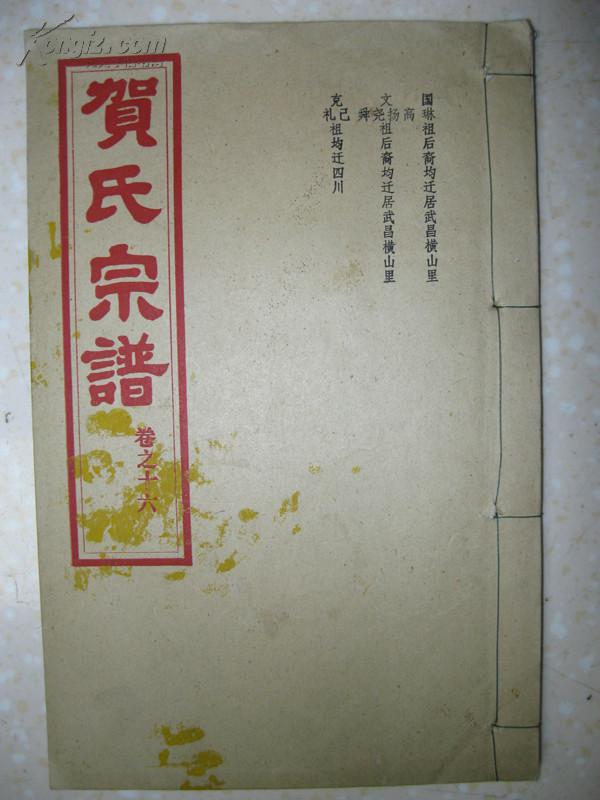 国琳祖后裔均迁居武昌横山里
文高扬尧舜祖后裔均迁居武昌横山里
克己礼祖均迁四川
賀氏宗譜
卷之十六
Kongfz.com